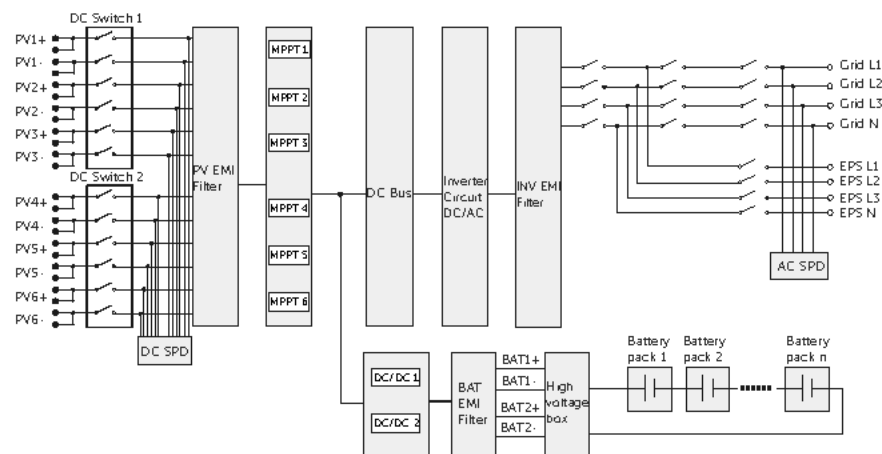 DC Switch 1
PV1+
PV1-
PV2+
PV2-
PV3+
PV3-
DC Switch 2
PV4+
PV4-
PV5+
PV5-
PV6+
PV6-
DC SPD
PV EMI
Filter
MPPT 1
MPPT 2
MPPT 3
MPPT 4
MPPT 5
MPPT 6
DC Bus
Inverter
Circuit
DC/AC
INV EMI
Filter
Grid L1
Grid L2
Grid L3
Grid N
EPS L1
EPS L2
EPS L3
EPS N
AC SPD
DC/DC 1
DC/DC 2
BAT
EMI
Filter
BAT1+
BAT1-
BAT2+
BAT2-
High
voltage
box
Battery
pack 1
Battery
pack 2
Battery
pack n